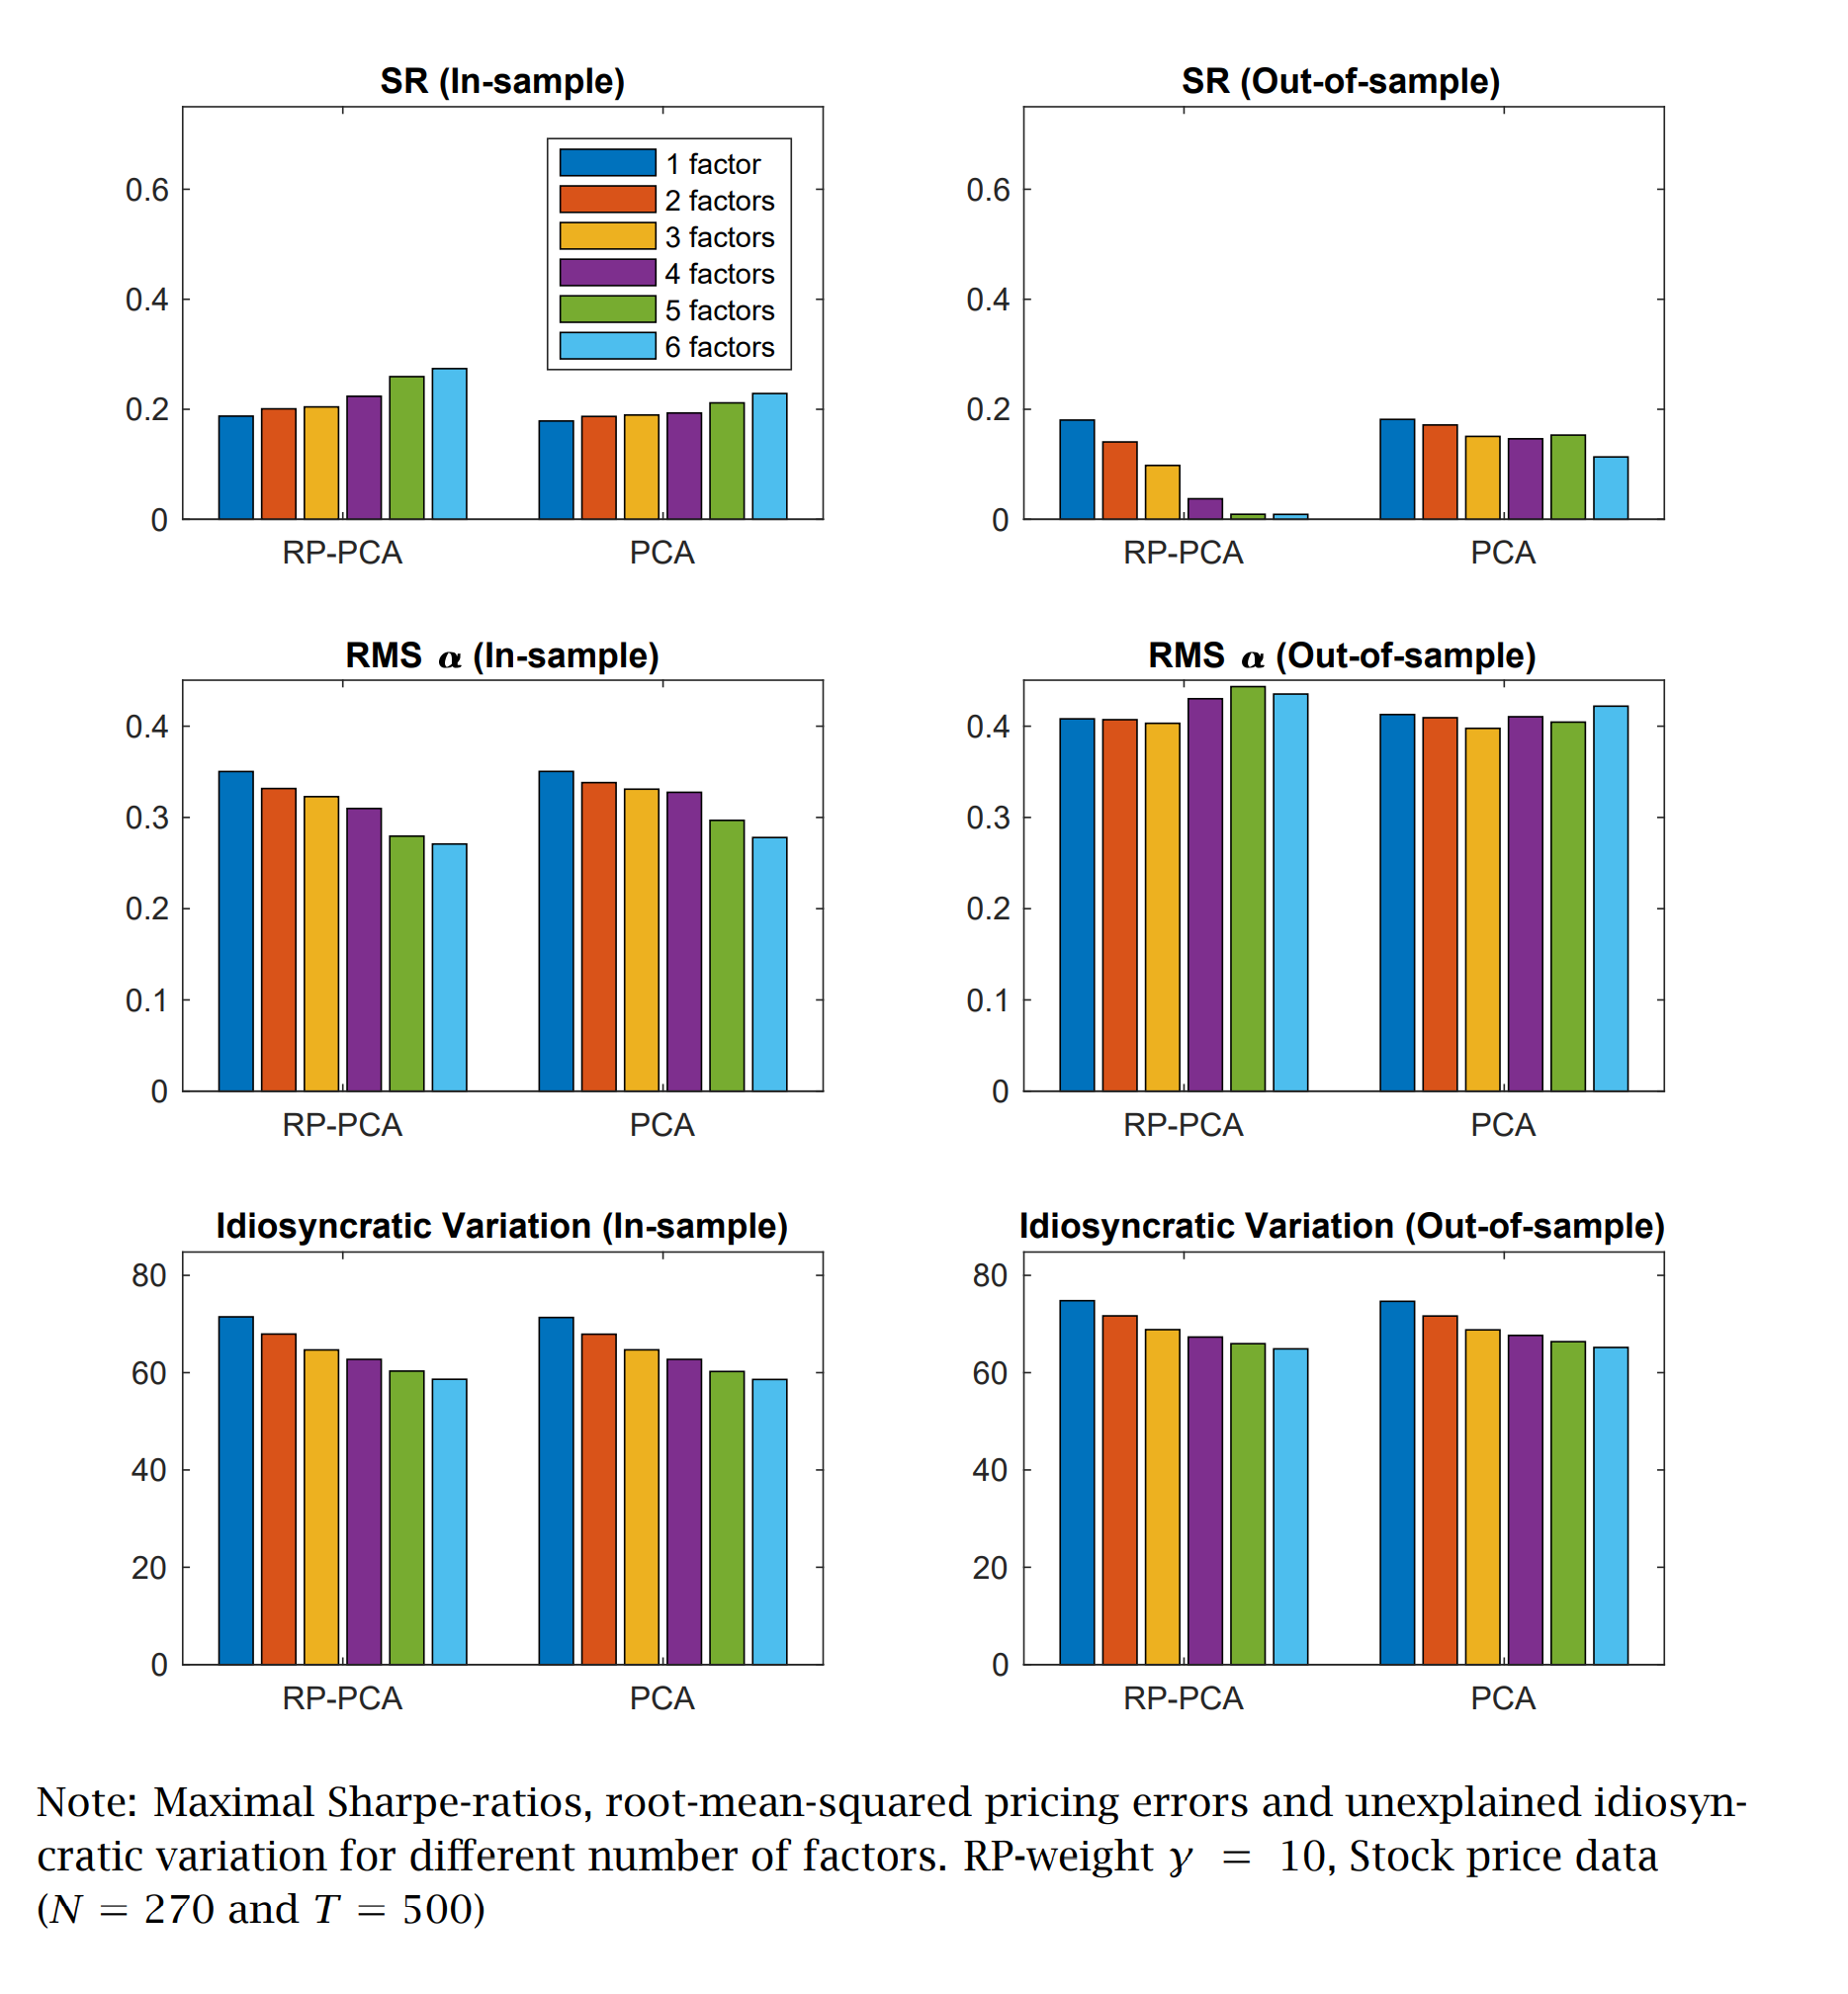 SR (In-sample)
0.6
0.4
0.2
0
1 factor
2 factors
3 factors
4 factors
5 factors
6 factors
RP-PCA PCA
SR (Out-of-sample)
0.6
0.4
0.2
0
RP-PCA PCA
RMS α (In-sample)
0.4
0.3
0.2
0.1
0
RP-PCA PCA
RMS α (Out-of-sample)
0.4
0.3
0.2
0.1
0
RP-PCA PCA
Idiosyncratic Variation (In-sample)
80
60
40
20
0
RP-PCA PCA
Idiosyncratic Variation (Out-of-sample)
80
60
40
20
0
RP-PCA PCA
Note: Maximal Sharpe-ratios, root-mean-squared pricing errors and unexplained idiosyn-
cratic variation for different number of factors. RP-weight γ = 10, Stock price data
(N = 270 and T = 500)